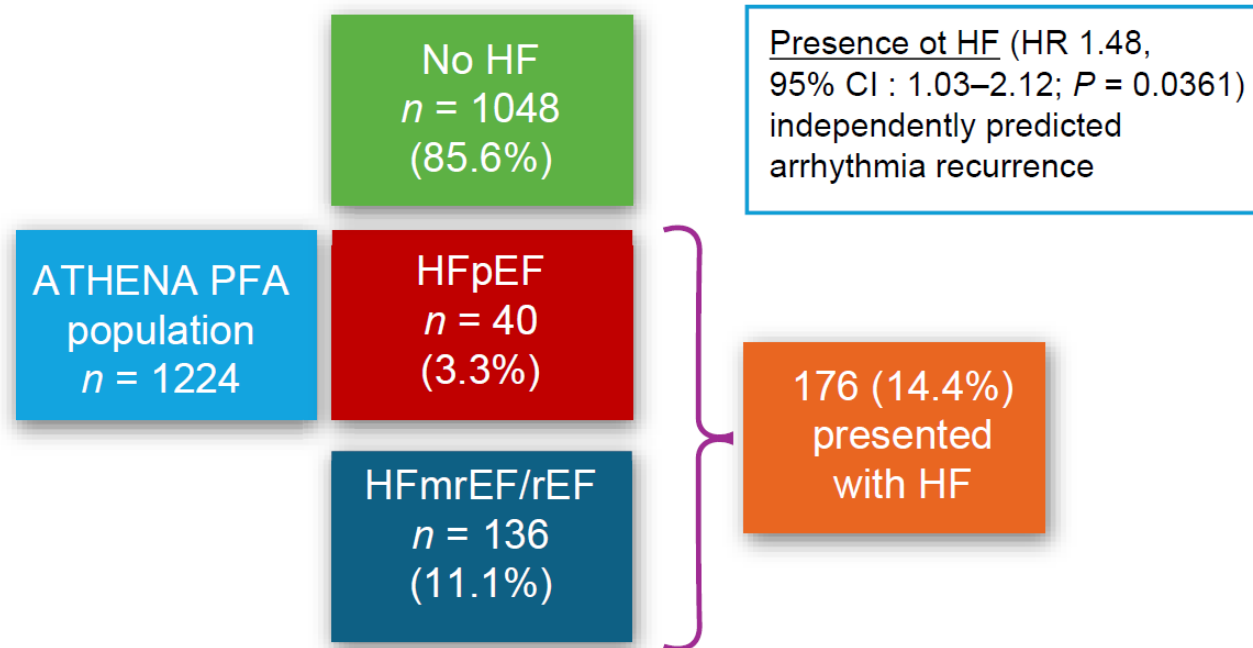 No HF
n = 1048
(85.6%)
Presence ot HF (HR 1.48,
95% CI : 1.03–2.12; P = 0.0361)
independently predicted
arrhythmia recurrence
ATHENA PFA
population
n = 1224
HFpEF
n = 40
(3.3%)
HFmrEF/rEF
n = 136
(11.1%)
176 (14.4%)
presented
with HF